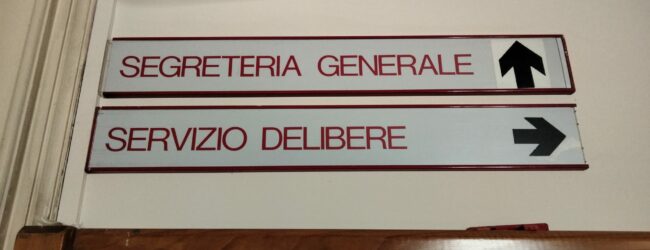 SEGRETERIA GENERALE
SERVIZIO DELIBERE